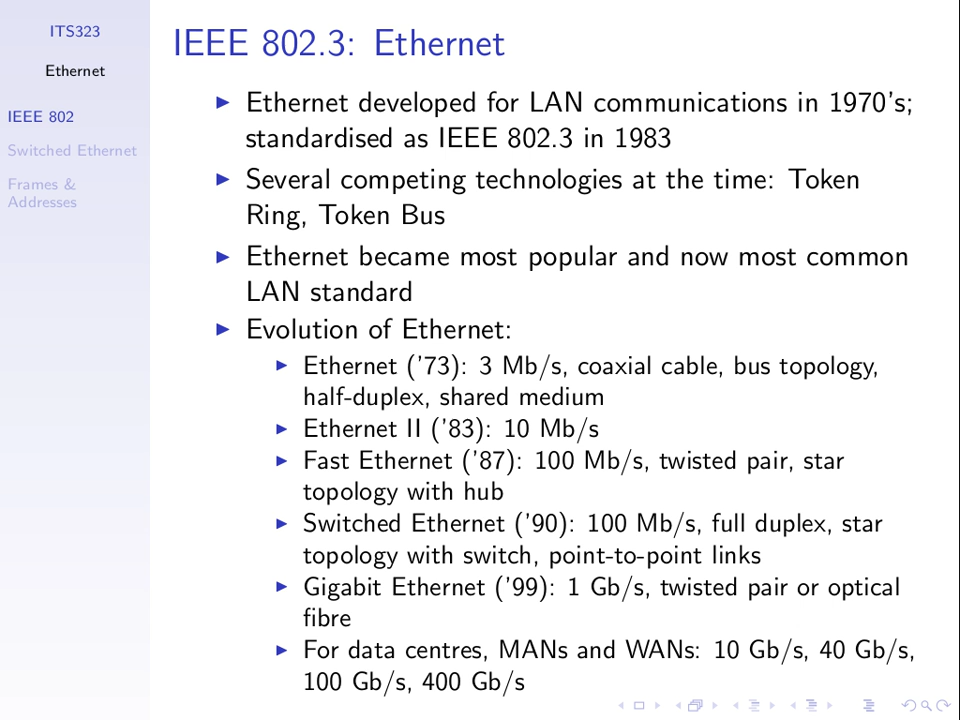 ITS323
Ethernet
IEEE 802
Switched Ethernet
Frames &
Addresses
IEEE 802.3: Ethernet
Ethernet developed for LAN communications in 1970's;
standardised as IEEE 802.3 in 1983
Several competing technologies at the time: Token
Ring, Token Bus
Ethernet became most popular and now most common
LAN standard
Evolution of Ethernet:
Ethernet ('73): 3 Mb/s, coaxial cable, bus topology,
half-duplex, shared medium
Ethernet II ('83): 10 Mb/s
Fast Ethernet ('87): 100 Mb/s, twisted pair, star
topology with hub
Switched Ethernet ('90): 100 Mb/s, full duplex, star
topology with switch, point-to-point links
Gigabit Ethernet ('99): 1 Gb/s, twisted pair or optical
fibre
For data centres, MANs and WANs: 10 Gb/s, 40 Gb/s,
100 Gb/s, 400 Gb/s